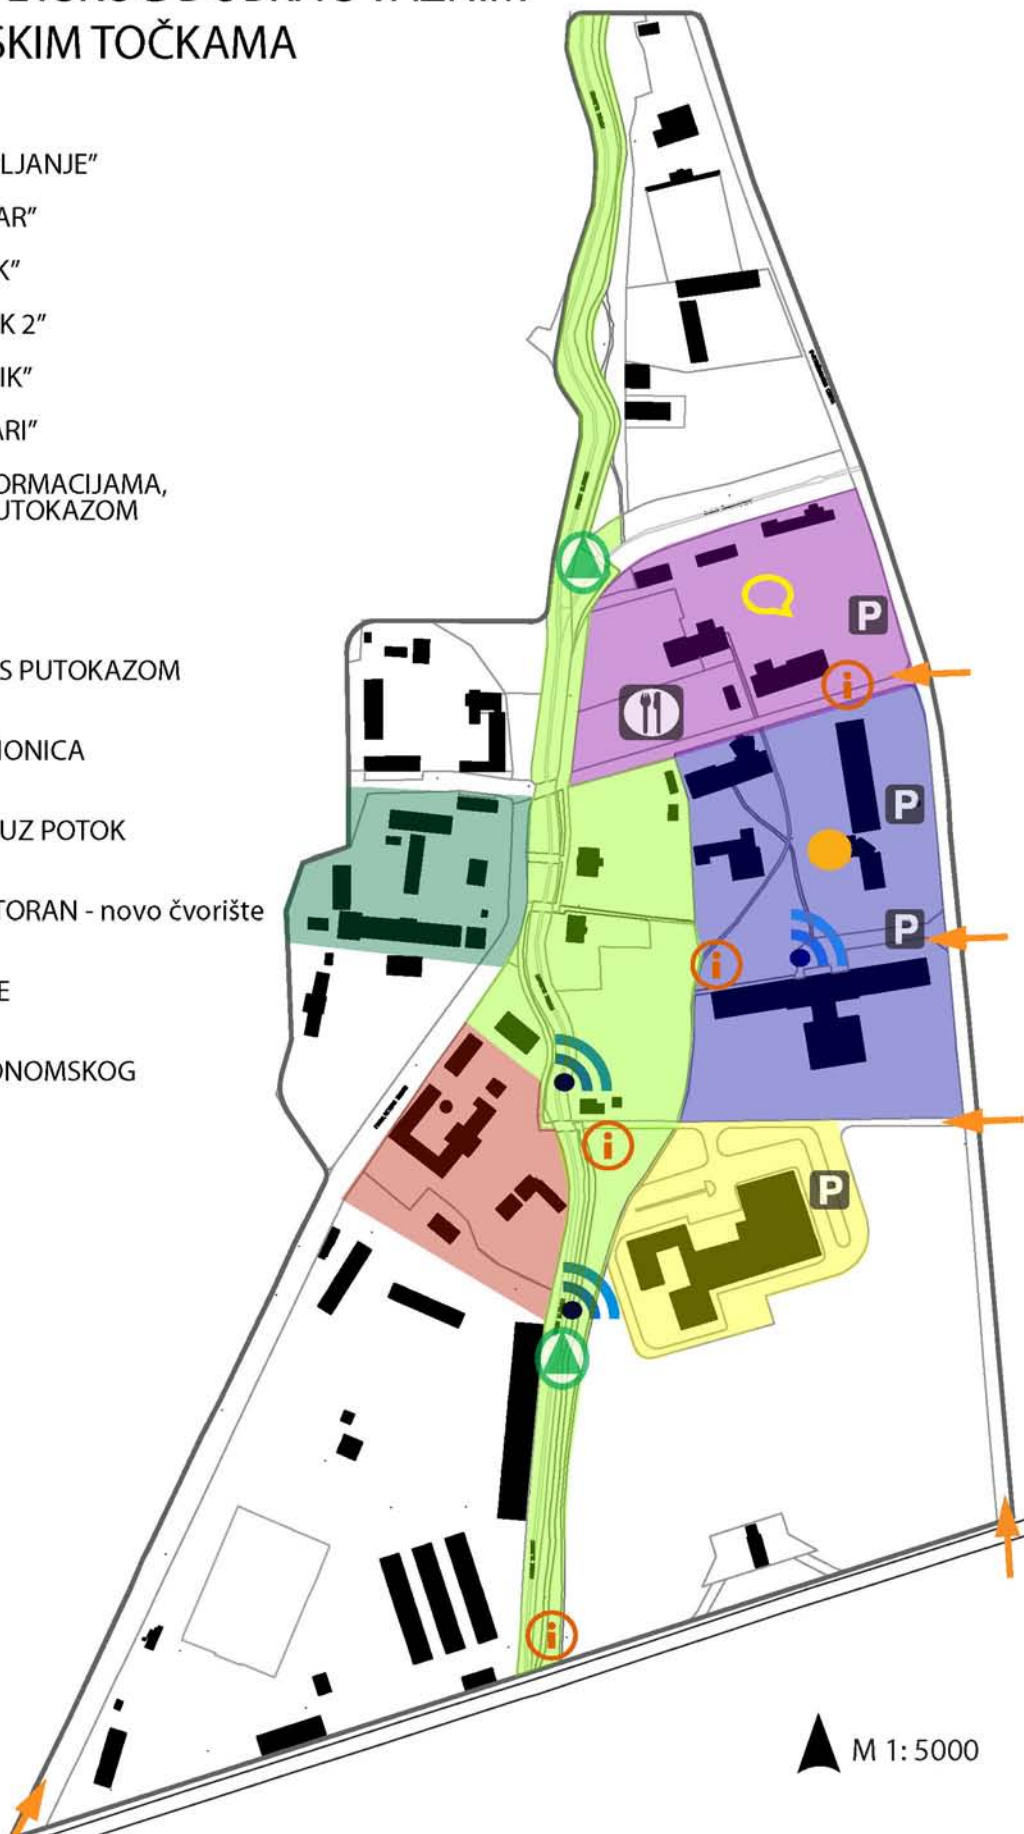 SKIM TOČKAMA
LJANJE”
AR”
K”
K 2”
IK”
ARI”
ORMACIJAMA,
UTOKAZOM
S PUTOKAZOM
IONICA
UZ POTOK
TORAN - novo čvorište
E
ONOMSKOG
P
i
P
P
i
i
P
i
M 1: 5000